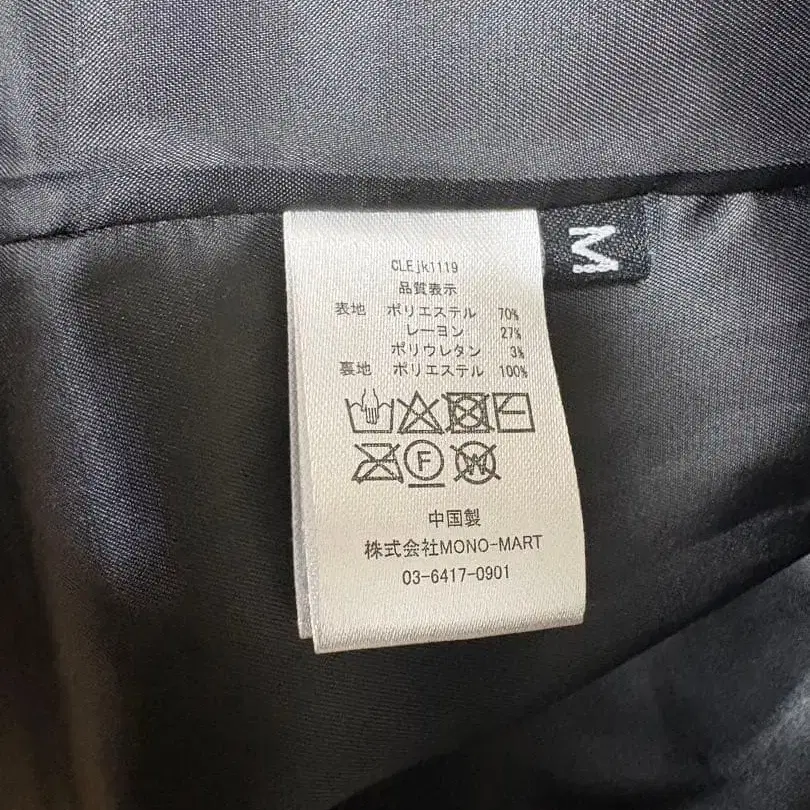 CLEjk1119
品質表示
表地 ポリエステル 70%
レーヨン 27%
ポリウレタン 3%
裏地 ポリエステル 100%
F
W
中国製
株式会社MONO-MART
03-6417-0901
M